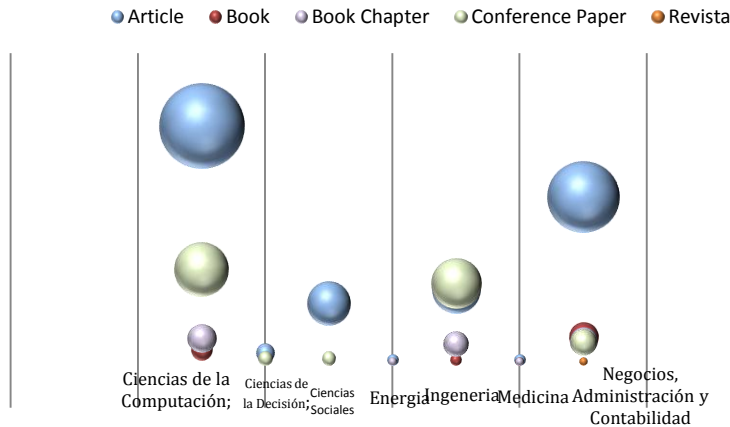 Article Book Book Chapter Conference Paper Revista
Ciencias de la
Computación;
Ciencias de
la Decisión;
Ciencias
Sociales
Energia
Ingeneria
Medicina
Negocios,
Administración y
Contabilidad